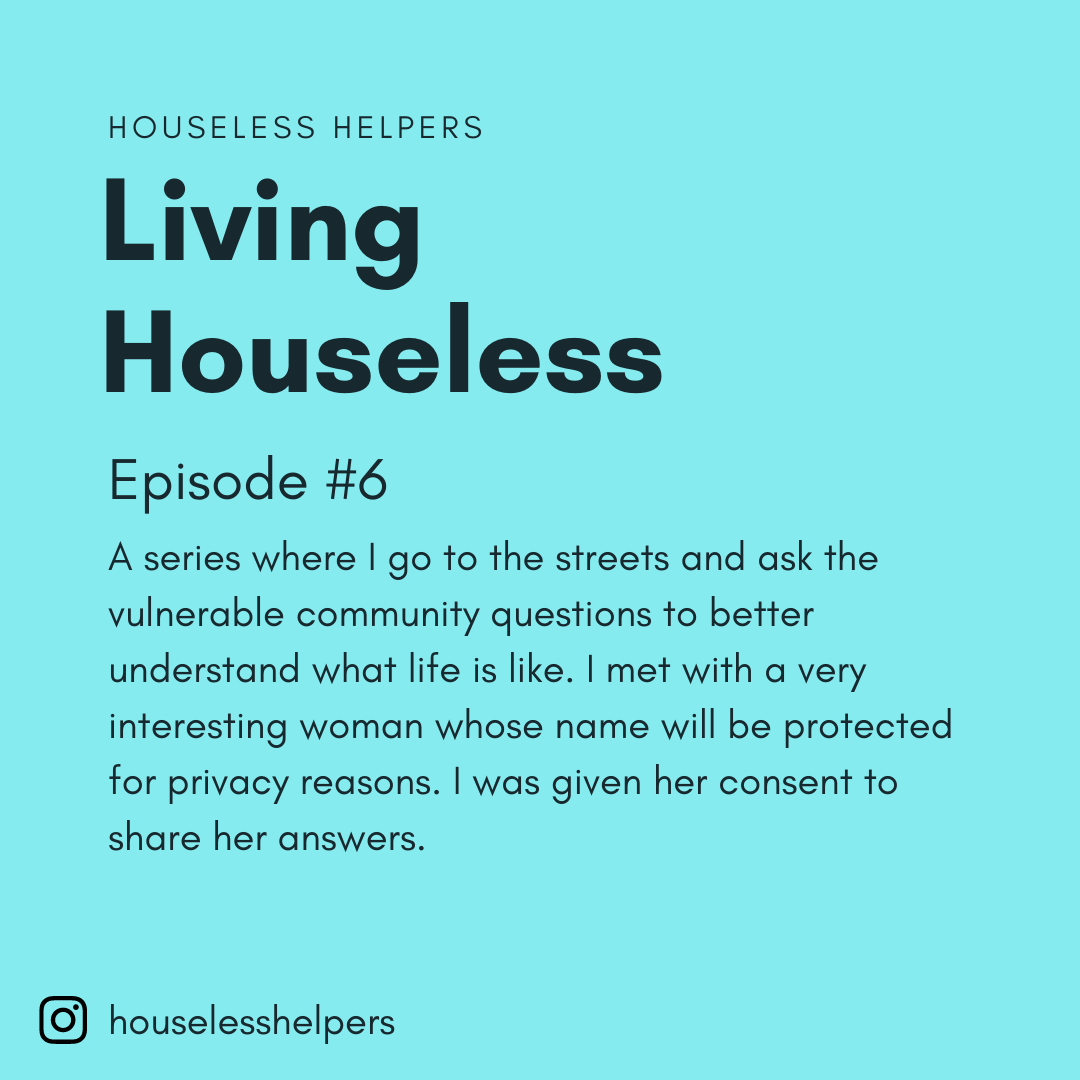 HOUSELESS HELPERS
Living
Houseless
Episode #6
A series where I go to the streets and ask the
vulnerable community questions to better
understand what life is like. I met with a very
interesting woman whose name will be protected
for privacy reasons. I was given her consent to
share her answers.
houselesshelpers